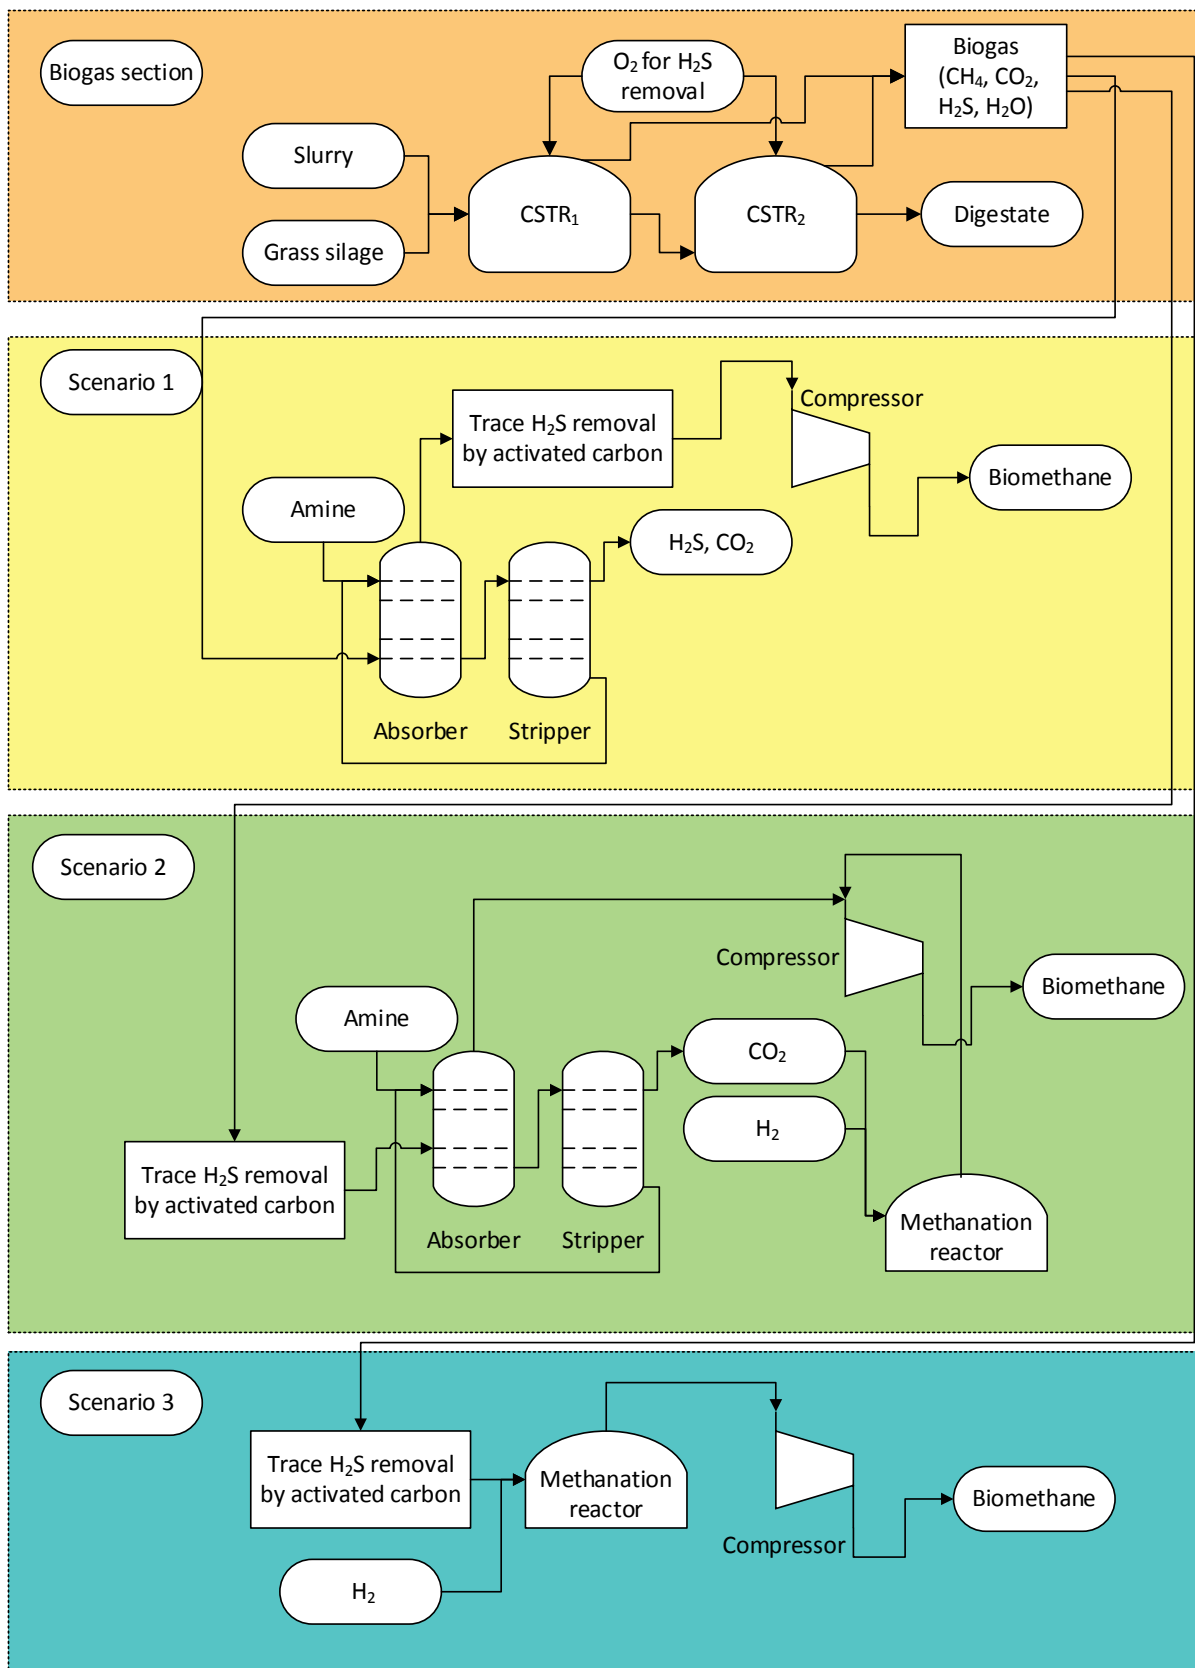 Biogas section
O₂ for H₂S
removal
Biogas
(CH₄, CO₂,
H₂S, H₂O)
Slurry
Grass silage
CSTR₁
CSTR₂
Digestate
Scenario 1
Trace H₂S removal
by activated carbon
Compressor
Biomethane
Amine
H₂S, CO₂
Absorber
Stripper
Scenario 2
Compressor
Biomethane
Amine
CO₂
H₂
Trace H₂S removal
by activated carbon
Absorber
Stripper
Methanation
reactor
Scenario 3
Trace H₂S removal
by activated carbon
Methanation
reactor
Compressor
Biomethane
H₂